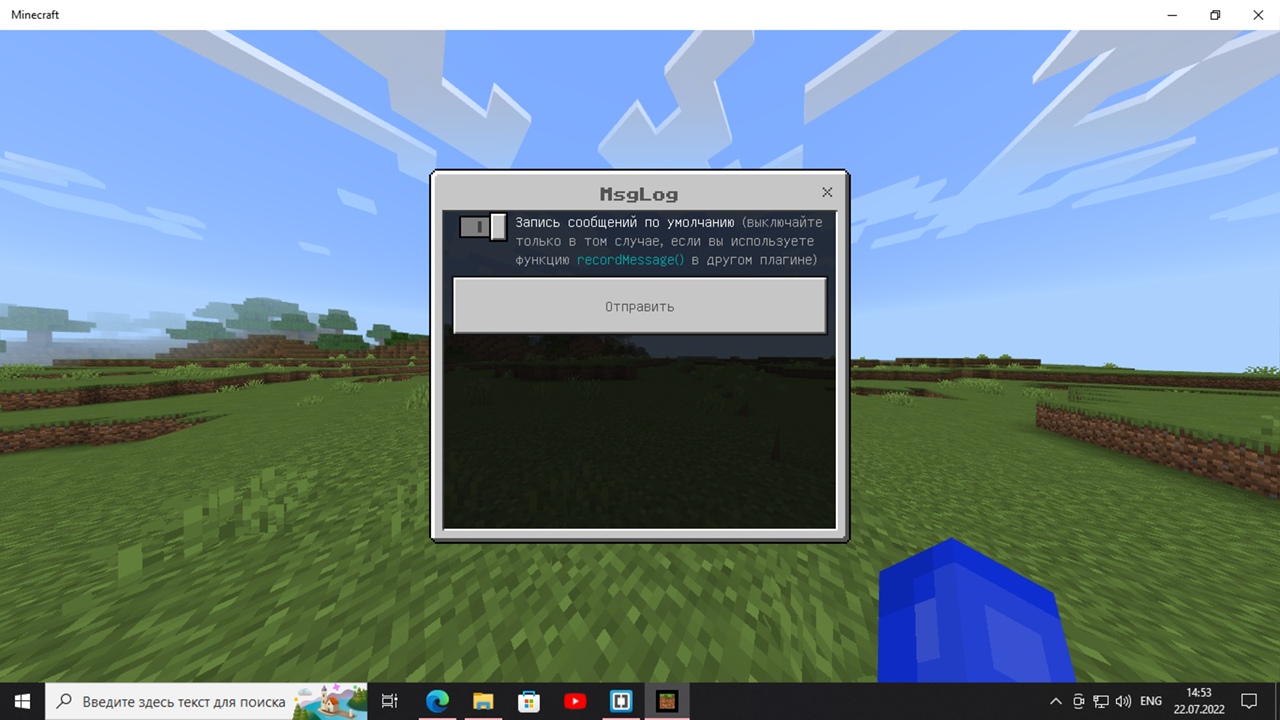 Minecraft
MsgLog
Запись сообщений по умолчанию (выключайте
только в том случае, если вы используете
функцию recordMessage() в другом плагине)
Отправить
Введите здесь текст для поиска
ENG
14:53
22.07.2022